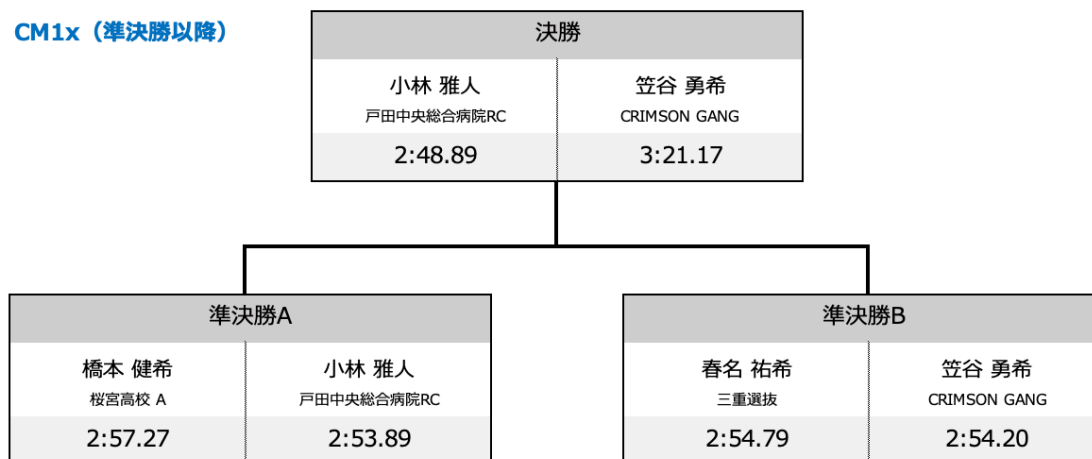 CM1x（準決勝以降）
決勝
小林 雅人
笠谷 勇希
戸田中央総合病院RC
CRIMSON GANG
2:48.89
3:21.17
準決勝A
準決勝B
橋本 健希
小林 雅人
春名 祐希
笠谷 勇希
桜宮高校 A
戸田中央総合病院RC
三重選抜
CRIMSON GANG
2:57.27
2:53.89
2:54.79
2:54.20